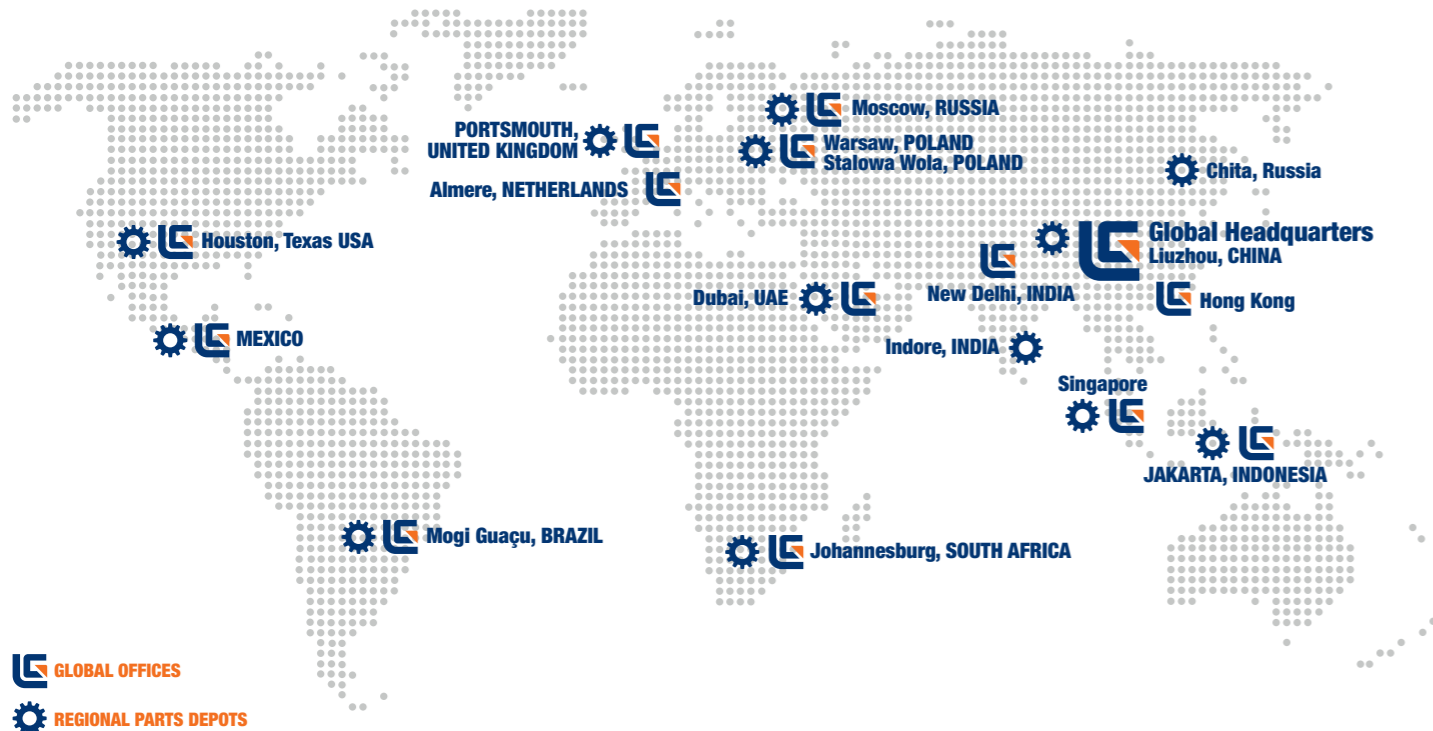 Moscow, RUSSIA
PORTSMOUTH,
UNITED KINGDOM
Warsaw, POLAND
Stalowa Wola, POLAND
Almere, NETHERLANDS
Chita, Russia
Houston, Texas USA
Global Headquarters
Liuzhou, CHINA
New Delhi, INDIA
Dubai, UAE
Hong Kong
MEXICO
Indore, INDIA
Singapore
JAKARTA, INDONESIA
Mogi Guaçu, BRAZIL
Johannesburg, SOUTH AFRICA
GLOBAL OFFICES
REGIONAL PARTS DEPOTS